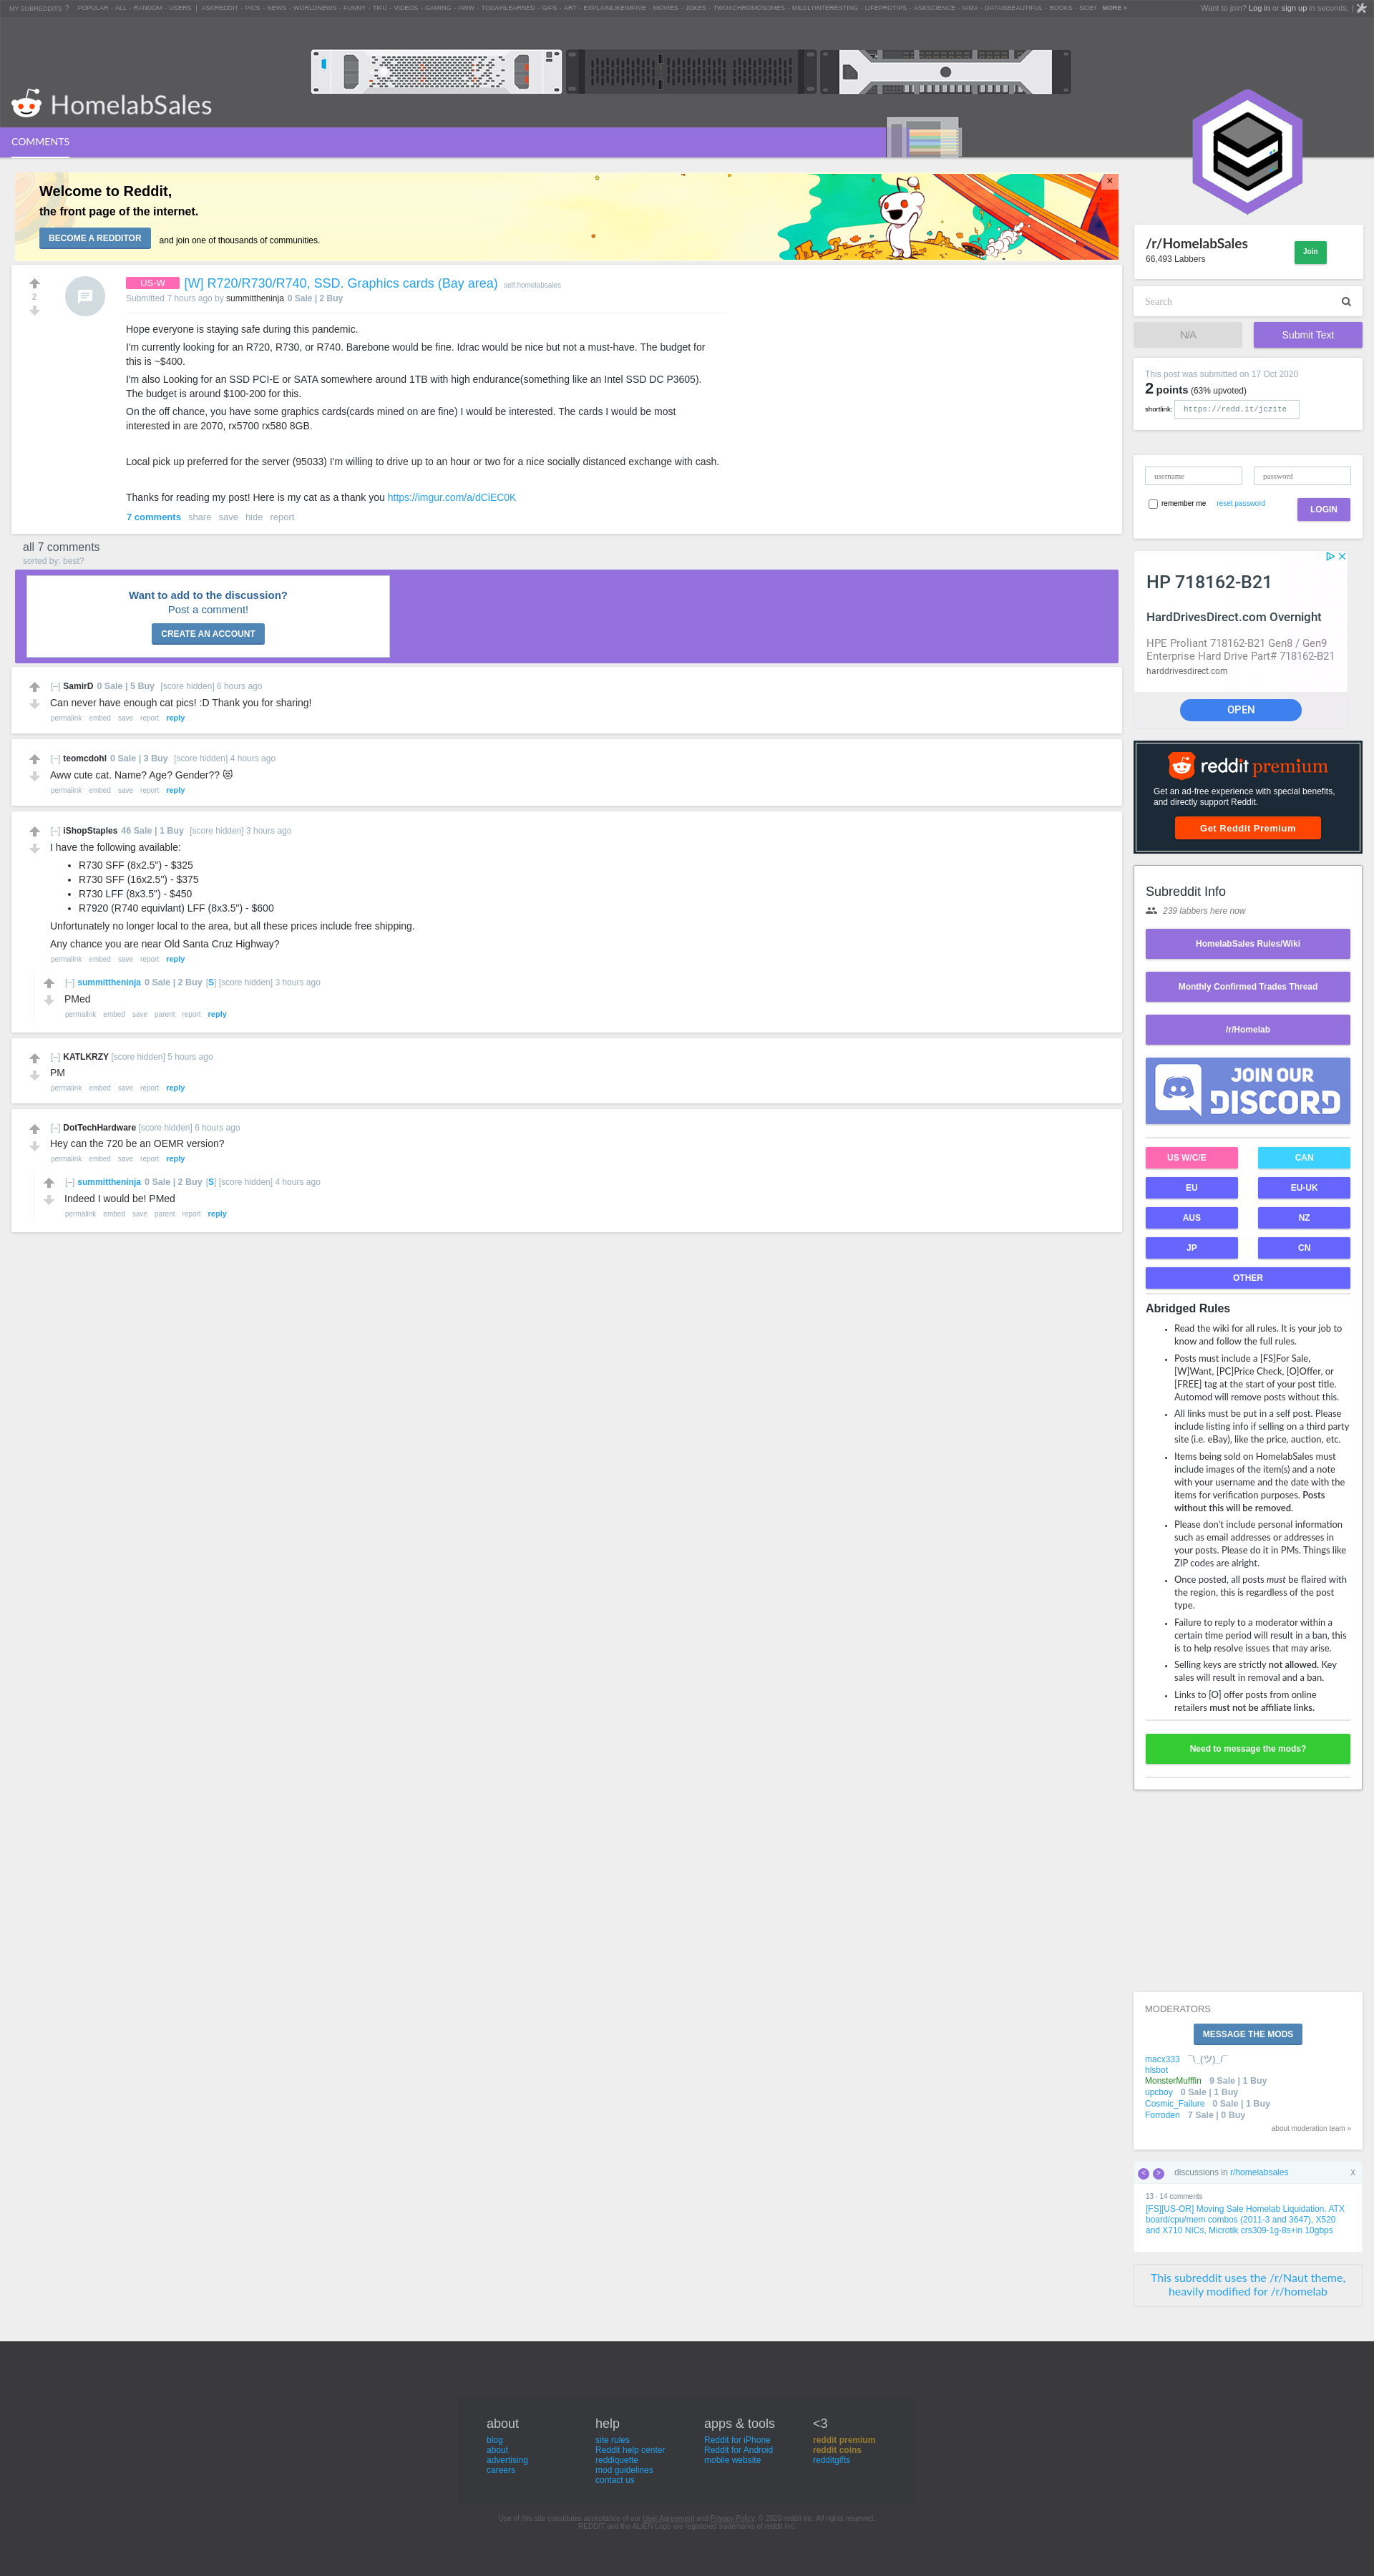 MY SUBREDDITS ? POPULAR - ALL - RANDOM - USERS | ASKREDDIT - PICS - NEWS - WORLDNEWS - FUNNY - TIFU - VIDEOS - GAMING - AWW - TODAYILEARNED - GIFS - ART - EXPLAINLIKEIMFIVE - MOVIES - JOKES - TWOXCHROMOSOMES - MILDLYINTERESTING - LIFEPROTIPS - ASKSCIENCE - IAMA - DATAISBEAUTIFUL - BOOKS - SCIE MORE »
Want to join? Log in or sign up in seconds. |
HomelabSales
COMMENTS
Welcome to Reddit,
the front page of the internet.
BECOME A REDDITOR and join one of thousands of communities.
×
2
US-W [W] R720/R730/R740, SSD. Graphics cards (Bay area) self.homelabsales
Submitted 7 hours ago by summittheninja 0 Sale | 2 Buy
Hope everyone is staying safe during this pandemic.
I'm currently looking for an R720, R730, or R740. Barebone would be fine. Idrac would be nice but not a must-have. The budget for
this is ~$400.
I'm also Looking for an SSD PCI-E or SATA somewhere around 1TB with high endurance(something like an Intel SSD DC P3605).
The budget is around $100-200 for this.
On the off chance, you have some graphics cards(cards mined on are fine) I would be interested. The cards I would be most
interested in are 2070, rx5700 rx580 8GB.
Local pick up preferred for the server (95033) I'm willing to drive up to an hour or two for a nice socially distanced exchange with cash.
Thanks for reading my post! Here is my cat as a thank you https://imgur.com/a/dCiEC0K
7 comments share save hide report
all 7 comments
sorted by: best?
Want to add to the discussion?
Post a comment!
CREATE AN ACCOUNT
[–] SamirD 0 Sale | 5 Buy [score hidden] 6 hours ago
Can never have enough cat pics! :D Thank you for sharing!
permalink embed save report reply
[–] teomcdohl 0 Sale | 3 Buy [score hidden] 4 hours ago
Aww cute cat. Name? Age? Gender?? 😻
permalink embed save report reply
[–] iShopStaples 46 Sale | 1 Buy [score hidden] 3 hours ago
I have the following available:
• R730 SFF (8x2.5") - $325
• R730 SFF (16x2.5") - $375
• R730 LFF (8x3.5") - $450
• R7920 (R740 equivlant) LFF (8x3.5") - $600
Unfortunately no longer local to the area, but all these prices include free shipping.
Any chance you are near Old Santa Cruz Highway?
permalink embed save report reply
[–] summittheninja 0 Sale | 2 Buy [S] [score hidden] 3 hours ago
PMed
permalink embed save parent report reply
[–] KATLKRZY [score hidden] 5 hours ago
PM
permalink embed save report reply
[–] DotTechHardware [score hidden] 6 hours ago
Hey can the 720 be an OEMR version?
permalink embed save report reply
[–] summittheninja 0 Sale | 2 Buy [S] [score hidden] 4 hours ago
Indeed I would be! PMed
permalink embed save parent report reply
/r/HomelabSales
66,493 Labbers
Join
Search
N/A
Submit Text
This post was submitted on 17 Oct 2020
2 points (63% upvoted)
shortlink: https://redd.it/jczite
username
password
remember me reset password
LOGIN
HP 718162-B21
HardDrivesDirect.com Overnight
HPE Proliant 718162-B21 Gen8 / Gen9
Enterprise Hard Drive Part# 718162-B21
harddrivesdirect.com
OPEN
reddit premium
Get an ad-free experience with special benefits,
and directly support Reddit.
Get Reddit Premium
Subreddit Info
239 labbers here now
HomelabSales Rules/Wiki
Monthly Confirmed Trades Thread
/r/Homelab
JOIN OUR
DISCORD
US W/C/E
CAN
EU
EU-UK
AUS
NZ
JP
CN
OTHER
Abridged Rules
• Read the wiki for all rules. It is your job to
know and follow the full rules.
• Posts must include a [FS]For Sale,
[W]Want, [PC]Price Check, [O]Offer, or
[FREE] tag at the start of your post title.
Automod will remove posts without this.
• All links must be put in a self post. Please
include listing info if selling on a third party
site (i.e. eBay), like the price, auction, etc.
• Items being sold on HomelabSales must
include images of the item(s) and a note
with your username and the date with the
items for verification purposes. Posts
without this will be removed.
• Please don't include personal information
such as email addresses or addresses in
your posts. Please do it in PMs. Things like
ZIP codes are alright.
• Once posted, all posts must be flaired with
the region, this is regardless of the post
type.
• Failure to reply to a moderator within a
certain time period will result in a ban, this
is to help resolve issues that may arise.
• Selling keys are strictly not allowed. Key
sales will result in removal and a ban.
• Links to [O] offer posts from online
retailers must not be affiliate links.
Need to message the mods?
MODERATORS
MESSAGE THE MODS
macx333 ¯\_(ツ)_/¯
hlsbot
MonsterMufffin 9 Sale | 1 Buy
upcboy 0 Sale | 1 Buy
Cosmic_Failure 0 Sale | 1 Buy
Forroden 7 Sale | 0 Buy
about moderation team »
< > discussions in r/homelabsales X
13 · 14 comments
[FS][US-OR] Moving Sale Homelab Liquidation. ATX
board/cpu/mem combos (2011-3 and 3647), X520
and X710 NICs, Microtik crs309-1g-8s+in 10gbps
This subreddit uses the /r/Naut theme,
heavily modified for /r/homelab
about
blog
about
advertising
careers
help
site rules
Reddit help center
reddiquette
mod guidelines
contact us
apps & tools
Reddit for iPhone
Reddit for Android
mobile website
<3
reddit premium
reddit coins
redditgifts
Use of this site constitutes acceptance of our User Agreement and Privacy Policy. © 2020 reddit inc. All rights reserved.
REDDIT and the ALIEN Logo are registered trademarks of reddit inc.